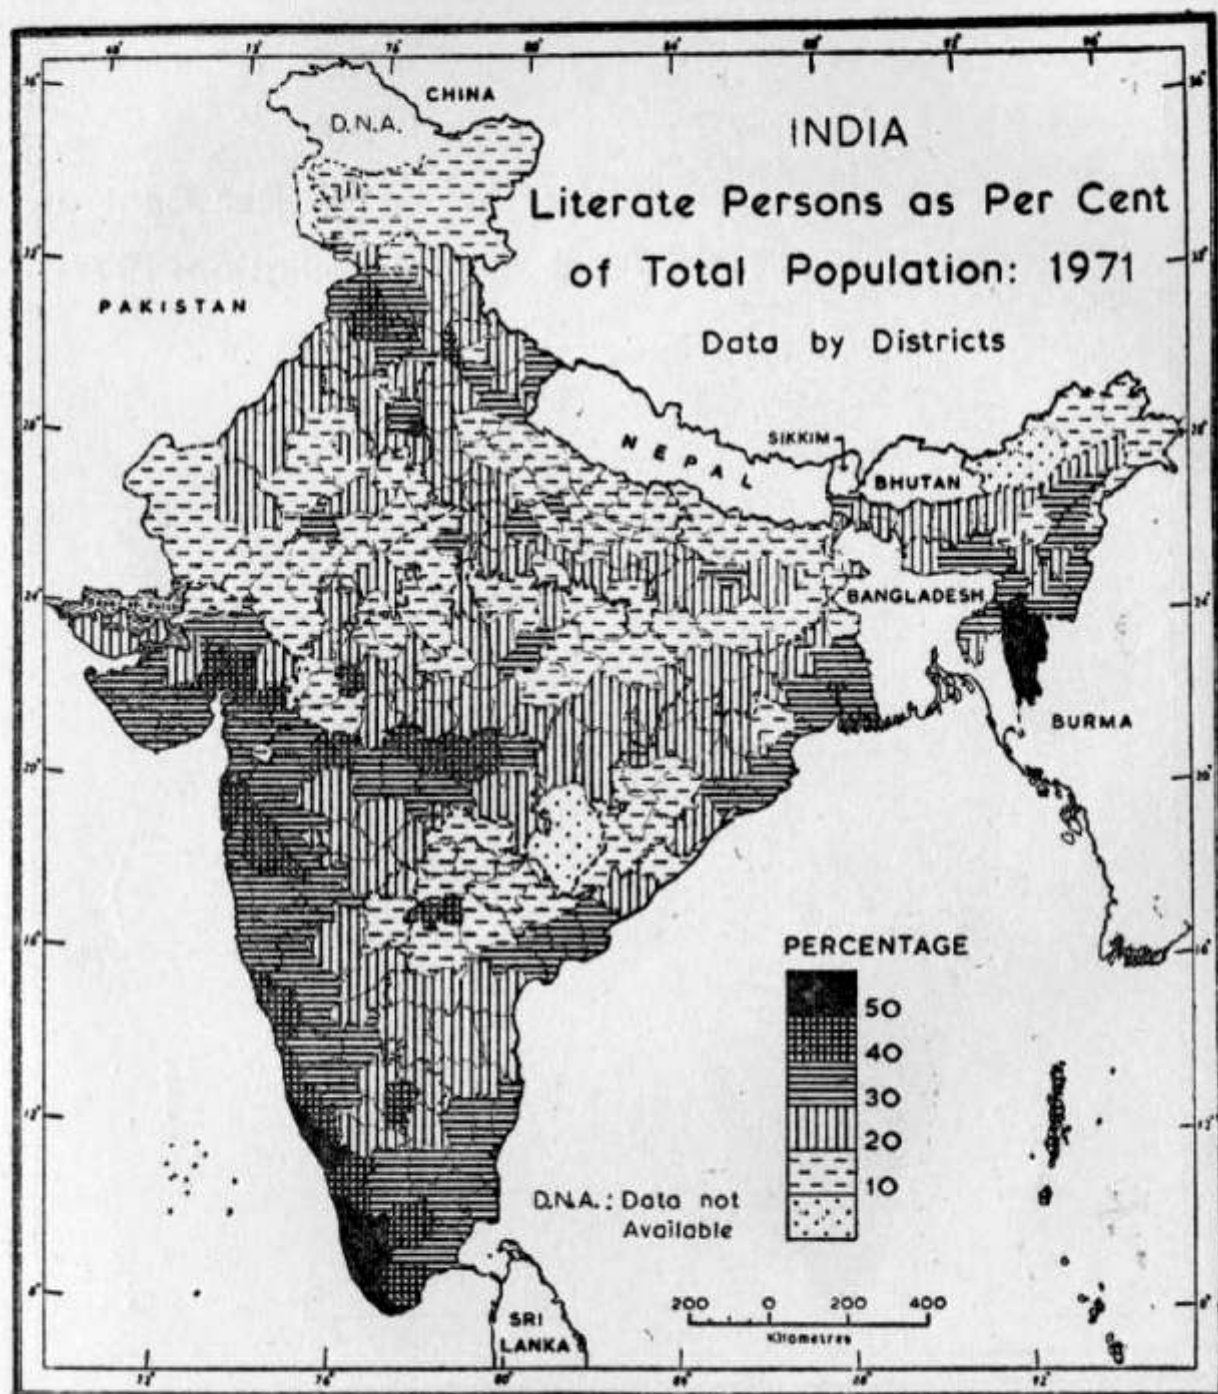 INDIA
Literate Persons as Per Cent
of Total Population: 1971
Data by Districts
CHINA
D.N.A.
PAKISTAN
NEPAL
SIKKIM
BHUTAN
BANGLADESH
BURMA
PERCENTAGE
50
40
30
20
10
D.N.A.: Data not
Available
200 0 200 400
Kilometres
SRI
LANKA